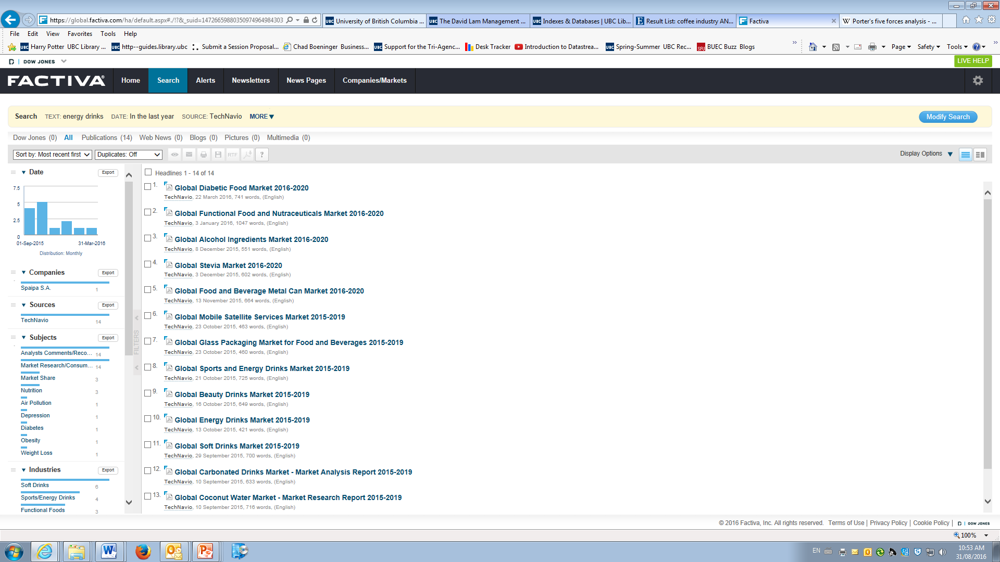 https://global.factiva.com/ha/default.aspx#./!?&_suid=14726659880350974964984303
University of British Columbia ...
The David Lam Management ...
Indexes & Databases | UBC Lib...
Result List: coffee industry AN...
Factiva
Porter's five forces analysis - ...
File Edit View Favorites Tools Help
Harry Potter UBC Library ...
http--guides.library.ubc
Submit a Session Proposal...
Chad Boeninger Business...
Support for the Tri-Agenc...
Desk Tracker
Introduction to Datastrea...
Spring-Summer UBC Rec...
BUEC Buzz Blogs
Page Safety Tools
DOW JONES
LIVE HELP
FACTIVA
Home Search Alerts Newsletters News Pages Companies/Markets
Search TEXT: energy drinks DATE: In the last year SOURCE: TechNavio MORE
Modify Search
Dow Jones (0) All Publications (14) Web News (0) Blogs (0) Pictures (0) Multimedia (0)
Sort by: Most recent first Duplicates: Off RTF ?
Display Options
Date Export
7.5
5
2.5
0
01-Sep-2015 31-Mar-2016
Distribution: Monthly
Companies Export
Spaipa S.A. 1
Sources Export
TechNavio 14
Subjects Export
Analysts Comments/Reco... 14
Market Research/Consum... 14
Market Share 3
Nutrition 3
Air Pollution 1
Depression 1
Diabetes 1
Obesity 1
Weight Loss 1
Industries Export
Soft Drinks 6
Sports/Energy Drinks 4
Functional Foods 3
FILTERS
Headlines 1 - 14 of 14
1. Global Diabetic Food Market 2016-2020
TechNavio, 22 March 2016, 741 words, (English)
2. Global Functional Food and Nutraceuticals Market 2016-2020
TechNavio, 3 January 2016, 1047 words, (English)
3. Global Alcohol Ingredients Market 2016-2020
TechNavio, 8 December 2015, 551 words, (English)
4. Global Stevia Market 2016-2020
TechNavio, 3 December 2015, 602 words, (English)
5. Global Food and Beverage Metal Can Market 2016-2020
TechNavio, 13 November 2015, 664 words, (English)
6. Global Mobile Satellite Services Market 2015-2019
TechNavio, 23 October 2015, 463 words, (English)
7. Global Glass Packaging Market for Food and Beverages 2015-2019
TechNavio, 23 October 2015, 460 words, (English)
8. Global Sports and Energy Drinks Market 2015-2019
TechNavio, 21 October 2015, 725 words, (English)
9. Global Beauty Drinks Market 2015-2019
TechNavio, 16 October 2015, 649 words, (English)
10. Global Energy Drinks Market 2015-2019
TechNavio, 13 October 2015, 421 words, (English)
11. Global Soft Drinks Market 2015-2019
TechNavio, 29 September 2015, 700 words, (English)
12. Global Carbonated Drinks Market - Market Analysis Report 2015-2019
TechNavio, 10 September 2015, 633 words, (English)
13. Global Coconut Water Market - Market Research Report 2015-2019
TechNavio, 10 September 2015, 716 words, (English)
© 2016 Factiva, Inc. All rights reserved. Terms of Use | Privacy Policy | Cookie Policy | DOW JONES
100%
EN
10:53 AM
31/08/2016